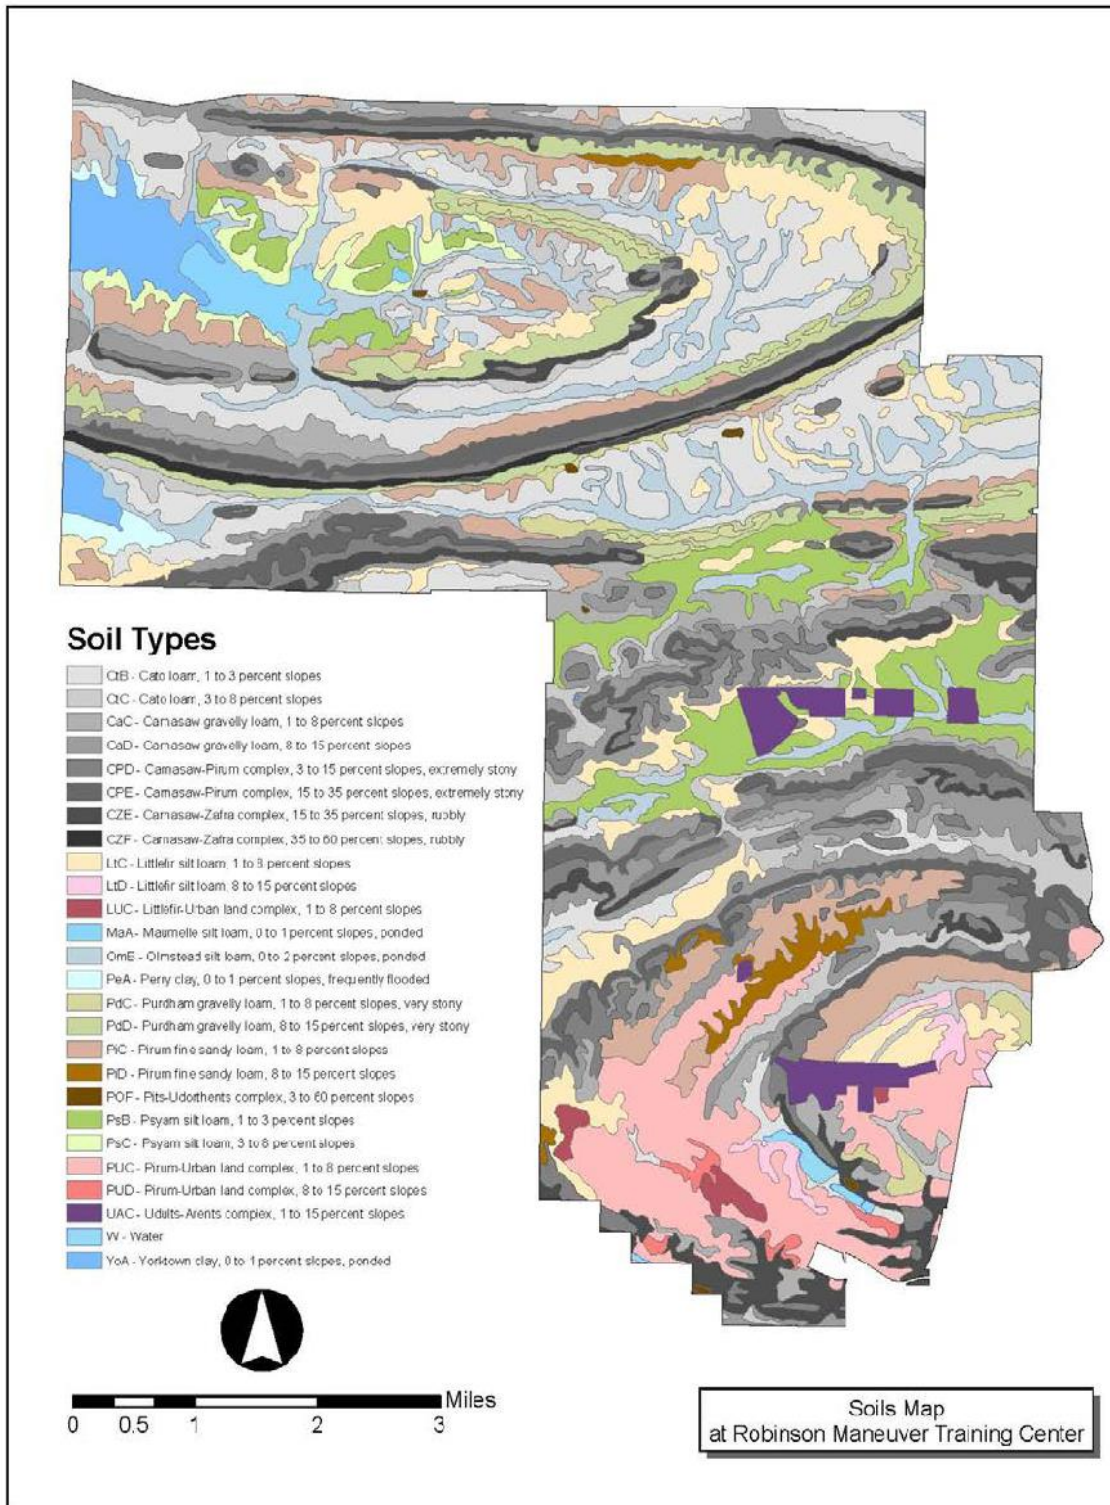 Soil Types
CtB - Cato loam, 1 to 3 percent slopes
CtC - Cato loam, 3 to 8 percent slopes
CaC - Carnasaw gravelly loam, 1 to 8 percent slopes
CaD - Carnasaw gravelly loam, 8 to 15 percent slopes
CPD - Carnasaw-Pirum complex, 3 to 15 percent slopes, extremely stony
CPE - Carnasaw-Pirum complex, 15 to 35 percent slopes, extremely stony
CZE - Carnasaw-Zafra complex, 15 to 35 percent slopes, rubbly
CZF - Carnasaw-Zafra complex, 35 to 60 percent slopes, rubbly
LtC - Littlefir silt loam, 1 to 8 percent slopes
LtD - Littlefir silt loam, 8 to 15 percent slopes
LUC - Littlefir-Urban land complex, 1 to 8 percent slopes
MaA - Maumelle silt loam, 0 to 1 percent slopes, ponded
OmE - Olmstead silt loam, 0 to 2 percent slopes, ponded
PeA - Perry clay, 0 to 1 percent slopes, frequently flooded
PdC - Purdham gravelly loam, 1 to 8 percent slopes, very stony
PdD - Purdham gravelly loam, 8 to 15 percent slopes, very stony
PiC - Pirum fine sandy loam, 1 to 8 percent slopes
PiD - Pirum fine sandy loam, 8 to 15 percent slopes
POF - Pits-Udorthents complex, 3 to 60 percent slopes
PsB - Psyam silt loam, 1 to 3 percent slopes
PsC - Psyam silt loam, 3 to 8 percent slopes
PUC - Pirum-Urban land complex, 1 to 8 percent slopes
PUD - Pirum-Urban land complex, 8 to 15 percent slopes
UAC - Udults-Arents complex, 1 to 15 percent slopes
W - Water
YoA - Yorktown clay, 0 to 1 percent slopes, ponded
Miles
0 0.5 1 2 3
Soils Map
at Robinson Maneuver Training Center